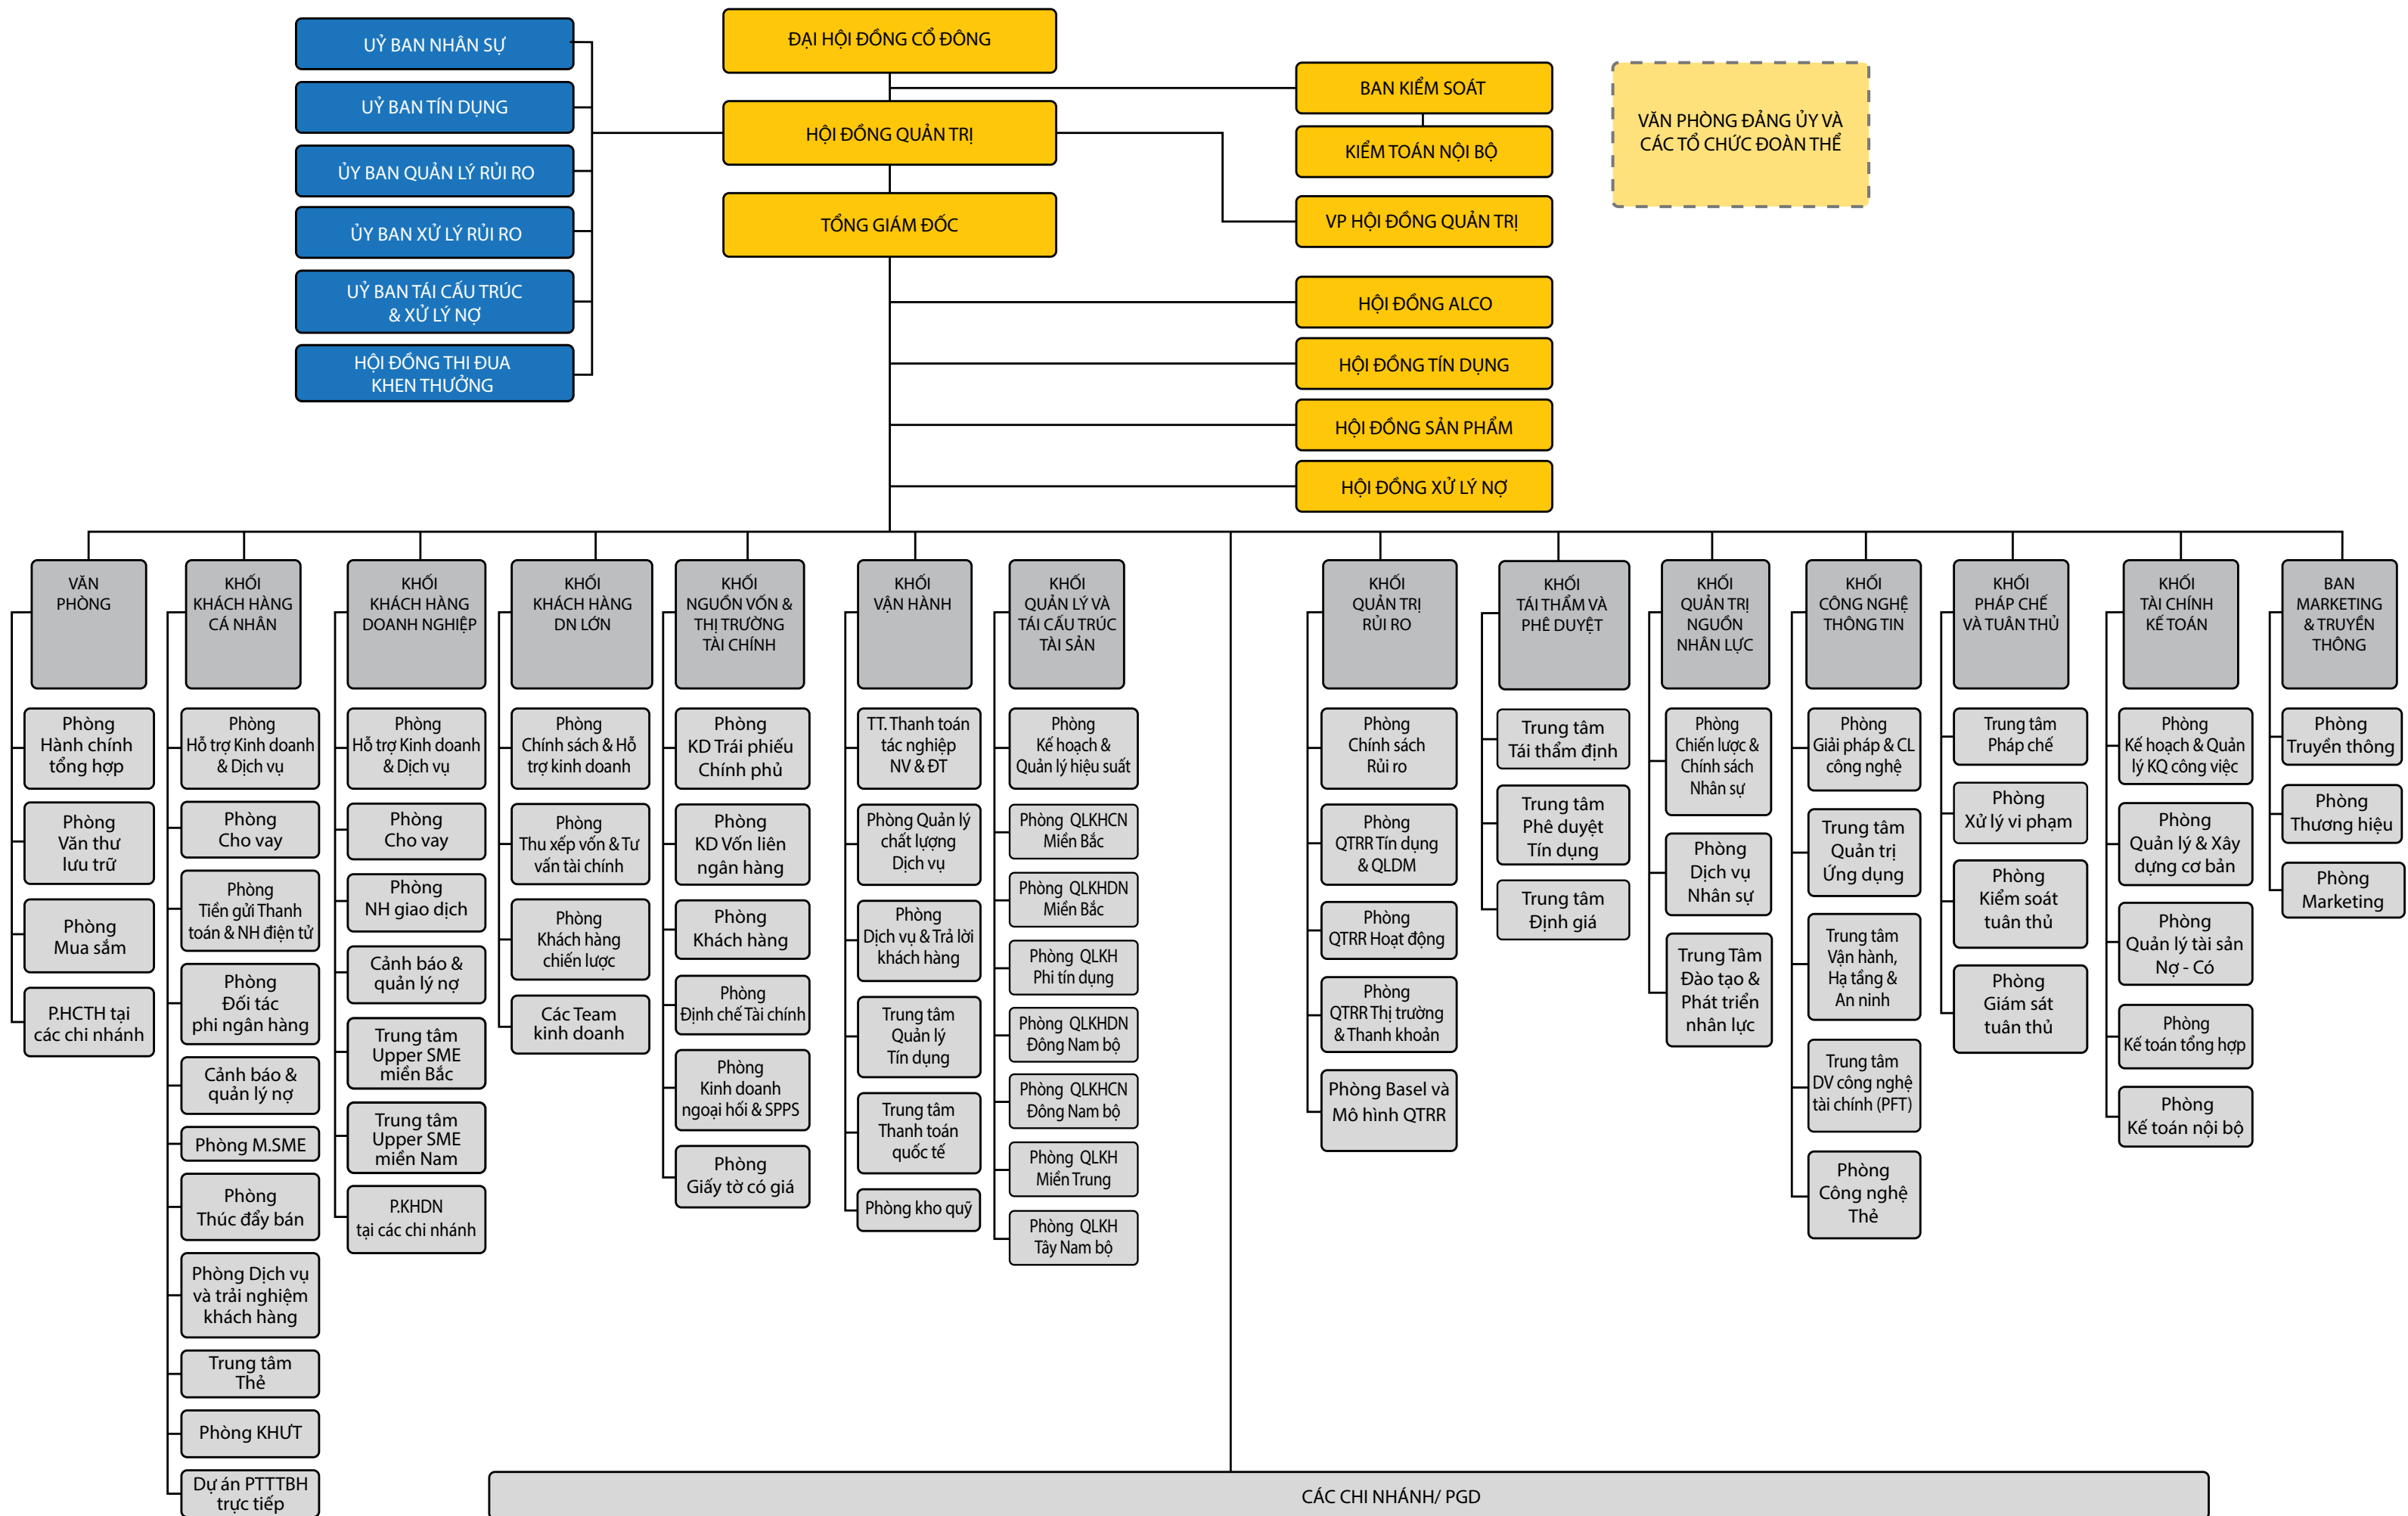 UỶ BAN NHÂN SỰ
UỶ BAN TÍN DỤNG
ỦY BAN QUẢN LÝ RỦI RO
ỦY BAN XỬ LÝ RỦI RO
UỶ BAN TÁI CẤU TRÚC
& XỬ LÝ NỢ
HỘI ĐỒNG THI ĐUA
KHEN THƯỞNG
ĐẠI HỘI ĐỒNG CỔ ĐÔNG
HỘI ĐỒNG QUẢN TRỊ
TỔNG GIÁM ĐỐC
BAN KIỂM SOÁT
KIỂM TOÁN NỘI BỘ
VP HỘI ĐỒNG QUẢN TRỊ
HỘI ĐỒNG ALCO
HỘI ĐỒNG TÍN DỤNG
HỘI ĐỒNG SẢN PHẨM
HỘI ĐỒNG XỬ LÝ NỢ
VĂN PHÒNG ĐẢNG ỦY VÀ
CÁC TỔ CHỨC ĐOÀN THỂ
VĂN
PHÒNG
Phòng
Hành chính
tổng hợp
Phòng
Văn thư
lưu trữ
Phòng
Mua sắm
P.HCTH tại
các chi nhánh
KHỐI
KHÁCH HÀNG
CÁ NHÂN
Phòng
Hỗ trợ Kinh doanh
& Dịch vụ
Phòng
Cho vay
Phòng
Tiền gửi Thanh
toán & NH điện tử
Phòng
Đối tác
phi ngân hàng
Cảnh báo &
quản lý nợ
Phòng M.SME
Phòng
Thúc đẩy bán
Phòng Dịch vụ
và trải nghiệm
khách hàng
Trung tâm
Thẻ
Phòng KHƯT
Dự án PTTTBH
trực tiếp
KHỐI
KHÁCH HÀNG
DOANH NGHIỆP
Phòng
Hỗ trợ Kinh doanh
& Dịch vụ
Phòng
Cho vay
Phòng
NH giao dịch
Cảnh báo &
quản lý nợ
Trung tâm
Upper SME
miền Bắc
Trung tâm
Upper SME
miền Nam
P.KHDN
tại các chi nhánh
KHỐI
KHÁCH HÀNG
DN LỚN
Phòng
Chính sách & Hỗ
trợ kinh doanh
Phòng
Thu xếp vốn & Tư
vấn tài chính
Phòng
Khách hàng
chiến lược
Các Team
kinh doanh
KHỐI
NGUỒN VỐN &
THỊ TRƯỜNG
TÀI CHÍNH
Phòng
KD Trái phiếu
Chính phủ
Phòng
KD Vốn liên
ngân hàng
Phòng
Khách hàng
Phòng
Định chế Tài chính
Phòng
Kinh doanh
ngoại hối & SPPS
Phòng
Giấy tờ có giá
KHỐI
VẬN HÀNH
TT. Thanh toán
tác nghiệp
NV & ĐT
Phòng Quản lý
chất lượng
Dịch vụ
Phòng
Dịch vụ & Trả lời
khách hàng
Trung tâm
Quản lý
Tín dụng
Trung tâm
Thanh toán
quốc tế
Phòng kho quỹ
KHỐI
QUẢN LÝ VÀ
TÁI CẤU TRÚC
TÀI SẢN
Phòng
Kế hoạch &
Quản lý hiệu suất
Phòng QLKHCN
Miền Bắc
Phòng QLKHDN
Miền Bắc
Phòng QLKH
Phi tín dụng
Phòng QLKHDN
Đông Nam bộ
Phòng QLKHCN
Đông Nam bộ
Phòng QLKH
Miền Trung
Phòng QLKH
Tây Nam bộ
KHỐI
QUẢN TRỊ
RỦI RO
Phòng
Chính sách
Rủi ro
Phòng
QTRR Tín dụng
& QLDM
Phòng
QTRR Hoạt động
Phòng
QTRR Thị trường
& Thanh khoản
Phòng Basel và
Mô hình QTRR
KHỐI
TÁI THẨM VÀ
PHÊ DUYỆT
Trung tâm
Tái thẩm định
Trung tâm
Phê duyệt
Tín dụng
Trung tâm
Định giá
KHỐI
QUẢN TRỊ
NGUỒN
NHÂN LỰC
Phòng
Chiến lược &
Chính sách
Nhân sự
Phòng
Dịch vụ
Nhân sự
Trung Tâm
Đào tạo &
Phát triển
nhân lực
KHỐI
CÔNG NGHỆ
THÔNG TIN
Phòng
Giải pháp & CL
công nghệ
Trung tâm
Quản trị
Ứng dụng
Trung tâm
Vận hành,
Hạ tầng &
An ninh
Trung tâm
DV công nghệ
tài chính (PFT)
Phòng
Công nghệ
Thẻ
KHỐI
PHÁP CHẾ
VÀ TUÂN THỦ
Trung tâm
Pháp chế
Phòng
Xử lý vi phạm
Phòng
Kiểm soát
tuân thủ
Phòng
Giám sát
tuân thủ
KHỐI
TÀI CHÍNH
KẾ TOÁN
Phòng
Kế hoạch & Quản
lý KQ công việc
Phòng
Quản lý & Xây
dựng cơ bản
Phòng
Quản lý tài sản
Nợ - Có
Phòng
Kế toán tổng hợp
Phòng
Kế toán nội bộ
BAN
MARKETING
& TRUYỀN
THÔNG
Phòng
Truyền thông
Phòng
Thương hiệu
Phòng
Marketing
CÁC CHI NHÁNH/ PGD